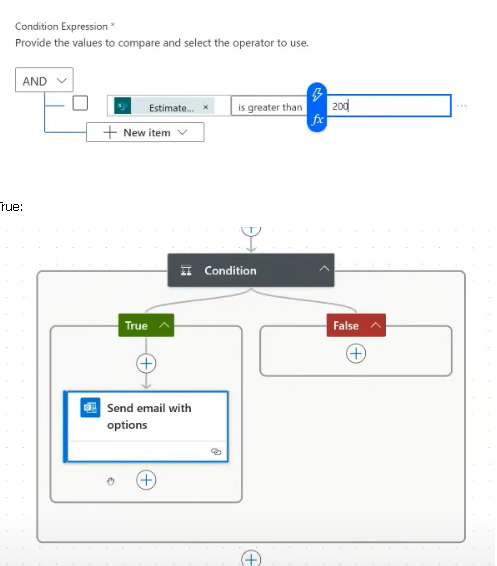 Condition Expression *
Provide the values to compare and select the operator to use.
AND
Estimate... × is greater than 200
fx
New item
True:
Condition
True False
Send email with
options